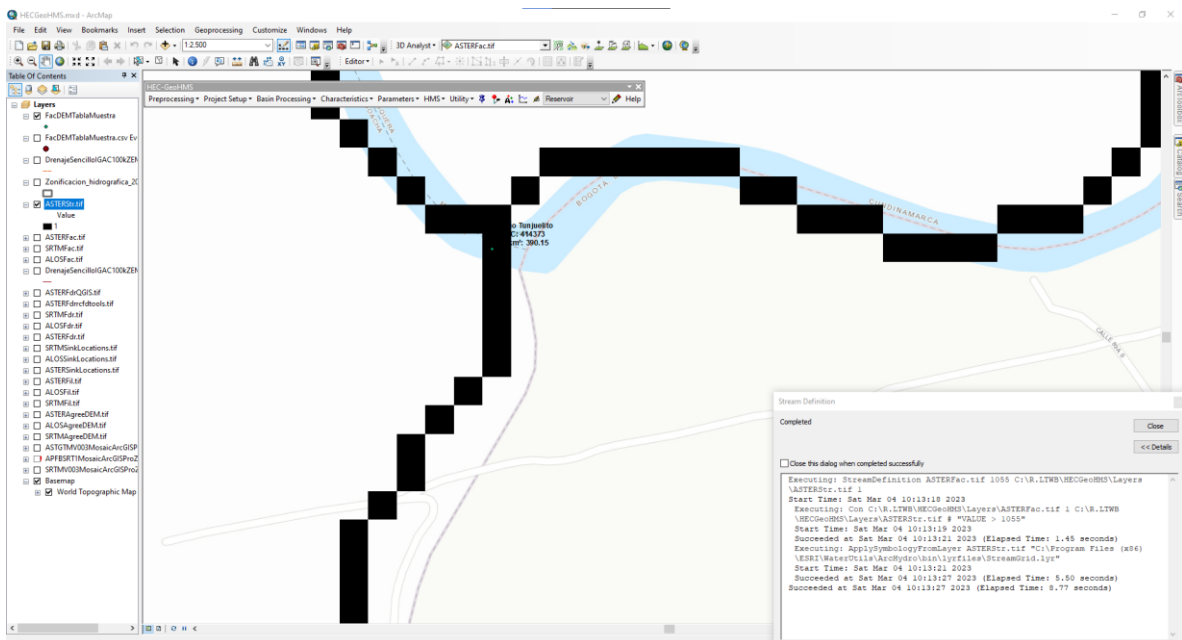 HECGeoHMS.mxd - ArcMap
File Edit View Bookmarks Insert Selection Geoprocessing Customize Windows Help
1:2.500
3D Analyst
ASTERFac.tif
Editor
Table Of Contents
HEC-GeoHMS
Preprocessing Project Setup Basin Processing Characteristics Parameters HMS Utility Reservoir Help
Layers
FacDEMTablaMuestra
FacDEMTablaMuestra.csv Ev
DrenajeSencilloIGAC100kZEN
Zonificacion_hidrografica_20
ASTERStr.tif
Value
1
ASTERFac.tif
SRTMFac.tif
ALOSFac.tif
DrenajeSencilloIGAC100kZEN
ASTERFdrQGIS.tif
ASTERFdrrcfdtools.tif
SRTMFdr.tif
ALOSFdr.tif
ASTERFdr.tif
SRTMSinkLocations.tif
ALOSSinkLocations.tif
ASTERSinkLocations.tif
ASTERFil.tif
ALOSFil.tif
SRTMFil.tif
ASTERAgreeDEM.tif
ALOSAgreeDEM.tif
SRTMAgreeDEM.tif
ASTGTMV003MosaicArcGISP
APFBSRT1MosaicArcGISProZ
SRTMV003MosaicArcGISProZ
Basemap
World Topographic Map
BOGOTA
CUNDINAMARCA
o Tunjuelito
C: 414373
km²: 390.15
ArcToolbox
Catalog
Search
Stream Definition
Completed
Close
<< Details
Close this dialog when completed successfully
Executing: StreamDefinition ASTERFac.tif 1055 C:\R.LTWB\HECGeoHMS\Layers
\ASTERStr.tif 1
Start Time: Sat Mar 04 10:13:18 2023
Executing: Con C:\R.LTWB\HECGeoHMS\Layers\ASTERFac.tif 1 C:\R.LTWB
\HECGeoHMS\Layers\ASTERStr.tif # "VALUE > 1055"
Start Time: Sat Mar 04 10:13:19 2023
Succeeded at Sat Mar 04 10:13:21 2023 (Elapsed Time: 1.45 seconds)
Executing: ApplySymbologyFromLayer ASTERStr.tif "C:\Program Files (x86)
\ESRI\WaterUtils\ArcHydro\bin\lyrfiles\StreamGrid.lyr"
Start Time: Sat Mar 04 10:13:21 2023
Succeeded at Sat Mar 04 10:13:27 2023 (Elapsed Time: 5.50 seconds)
Succeeded at Sat Mar 04 10:13:27 2023 (Elapsed Time: 8.77 seconds)